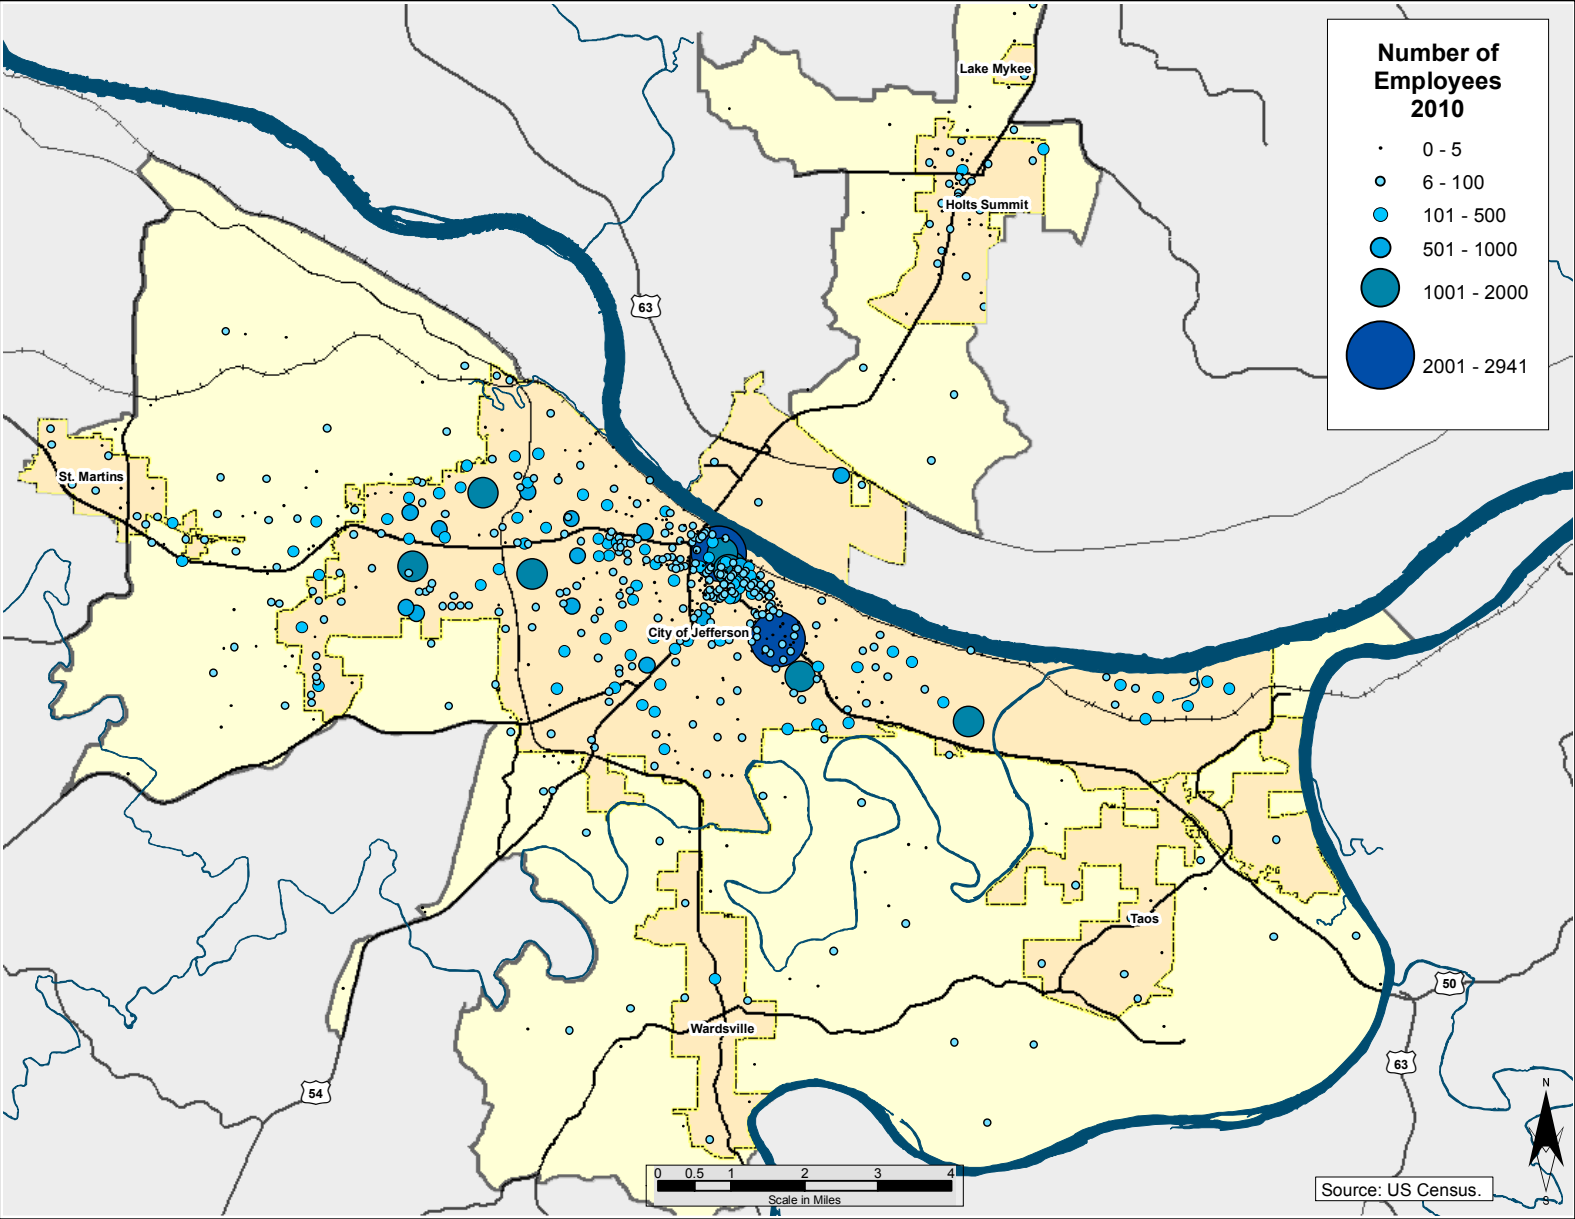 Number of
Employees
2010
0 - 5
6 - 100
101 - 500
501 - 1000
1001 - 2000
2001 - 2941
Lake Mykee
Holts Summit
63
St. Martins
City of Jefferson
Taos
50
Wardsville
63
54
N
S
0 0.5 1 2 3 4
Scale in Miles
Source: US Census.